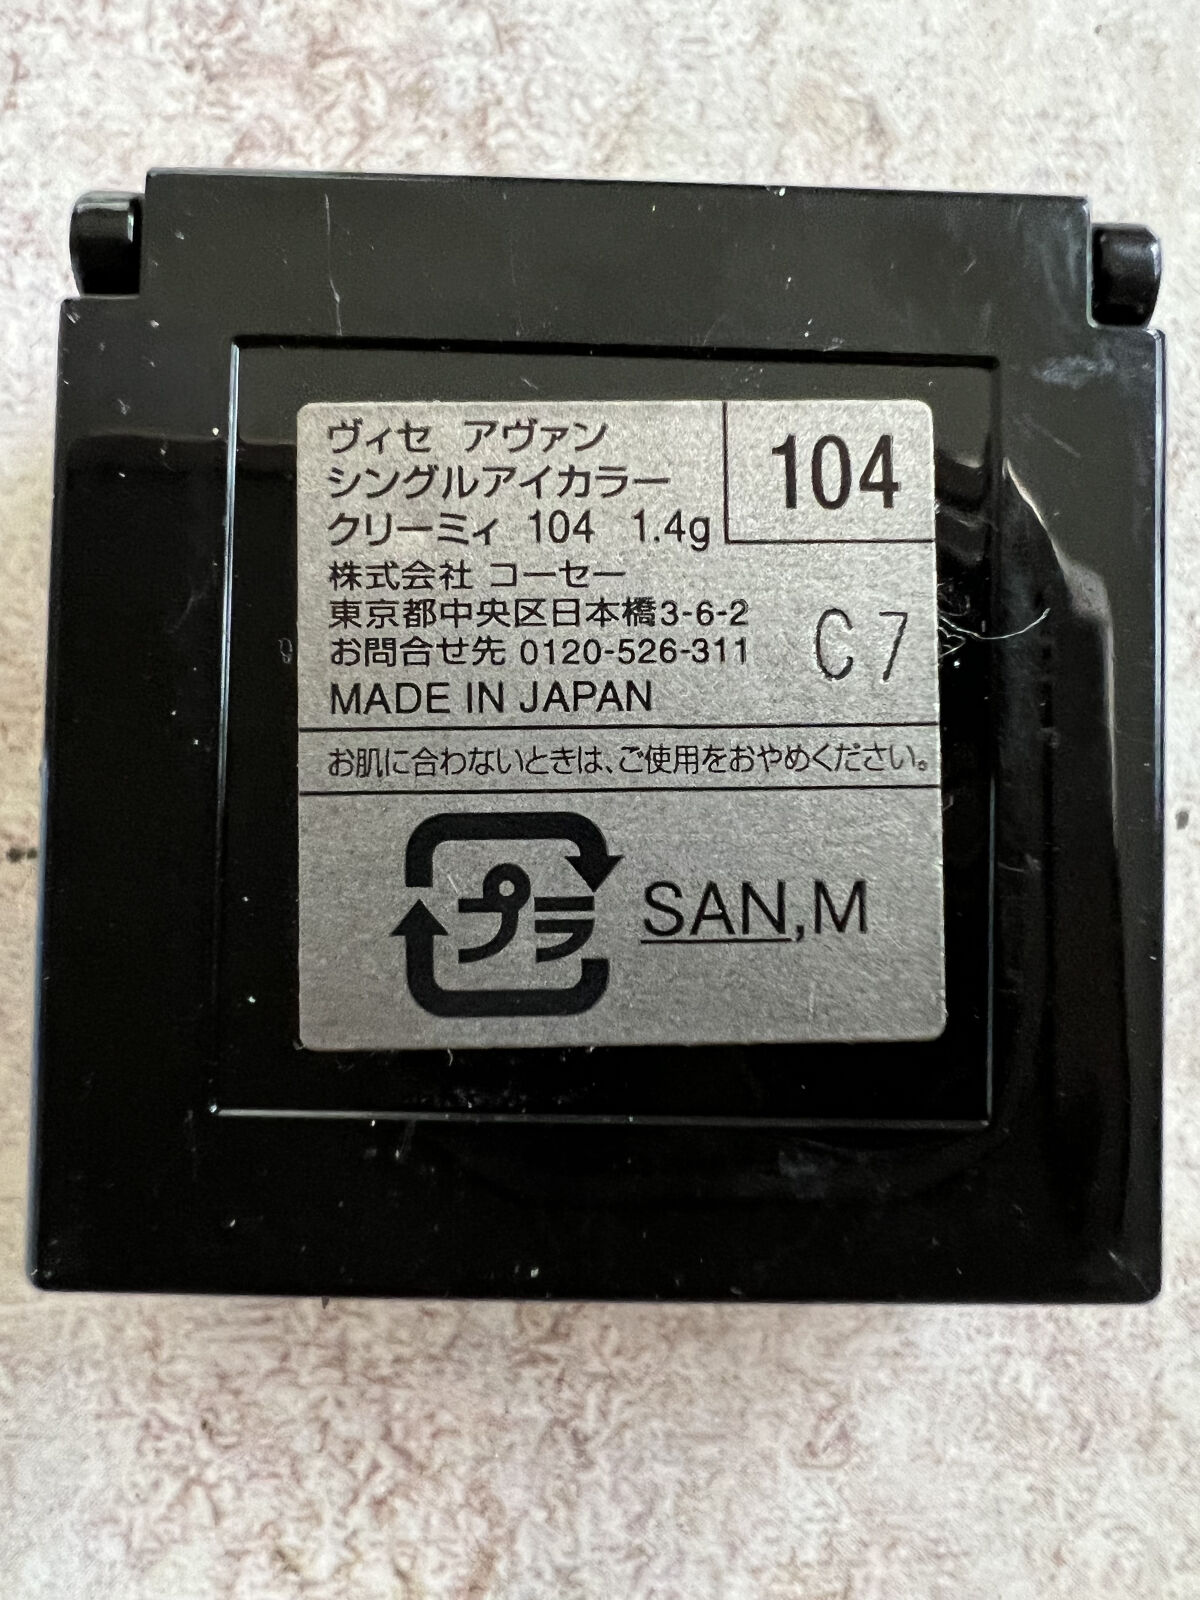 ヴィセ アヴァン
シングルアイカラー
クリーミィ 104 1.4g
104
株式会社 コーセー
東京都中央区日本橋3-6-2
お問合せ先 0120-526-311
C7
MADE IN JAPAN
お肌に合わないときは、ご使用をおやめください。
プラ
SAN,M